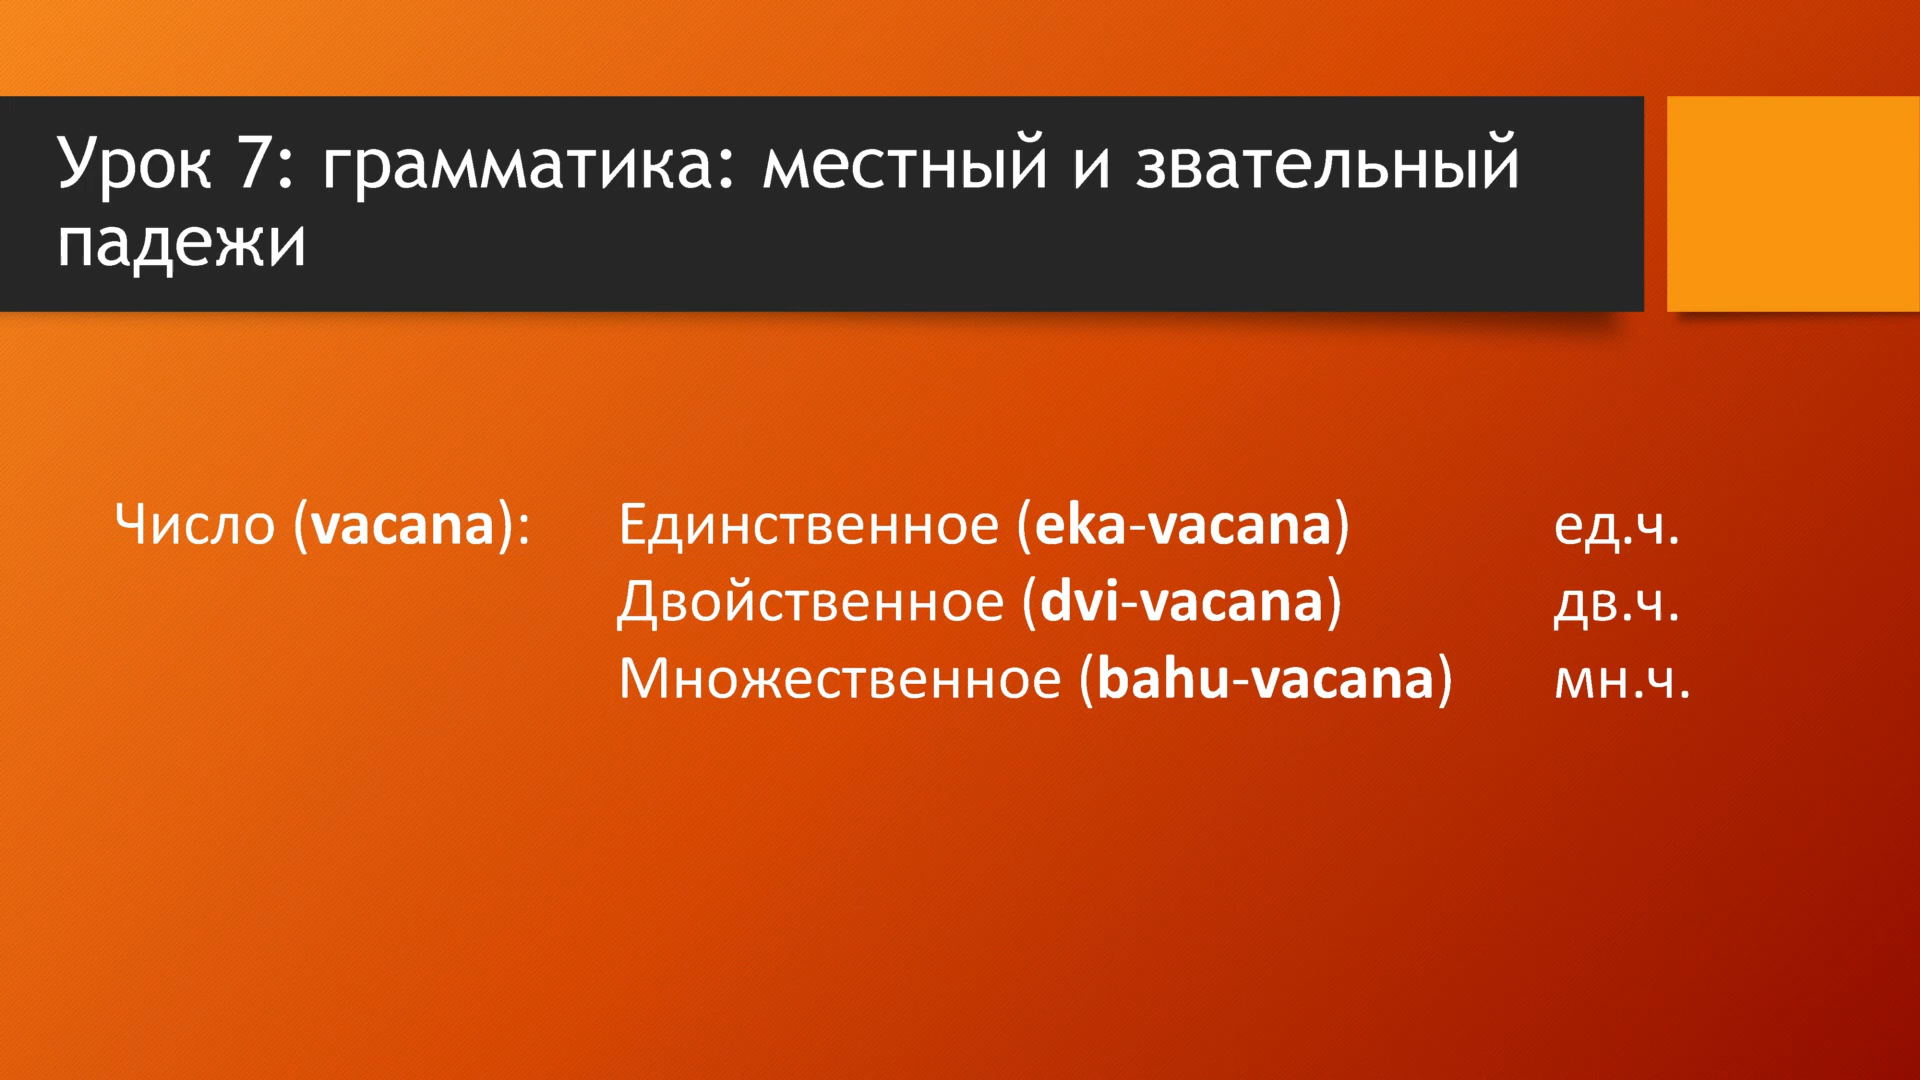 Урок 7: грамматика: местный и звательный
падежи
Число (vacana): Единственное (eka-vacana) ед.ч.
Двойственное (dvi-vacana) дв.ч.
Множественное (bahu-vacana) мн.ч.